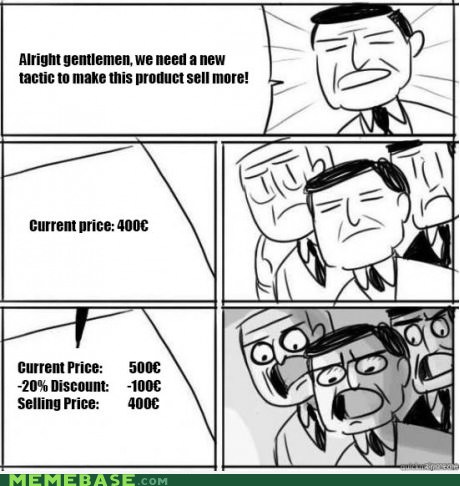 Alright gentlemen, we need a new
tactic to make this product sell more!
Current price: 400€
Current Price: 500€
-20% Discount: -100€
Selling Price: 400€
MEMEBASE.COM